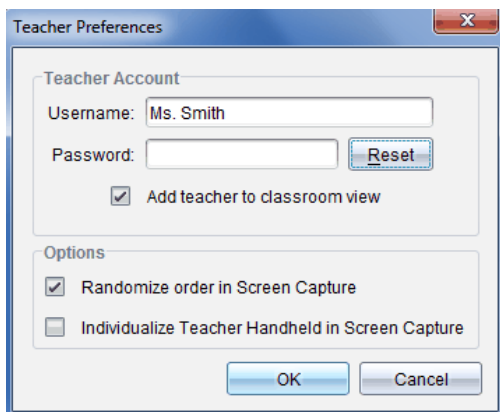 Teacher Preferences
Teacher Account
Username: Ms. Smith
Password: Reset
Add teacher to classroom view
Options
Randomize order in Screen Capture
Individualize Teacher Handheld in Screen Capture
OK Cancel